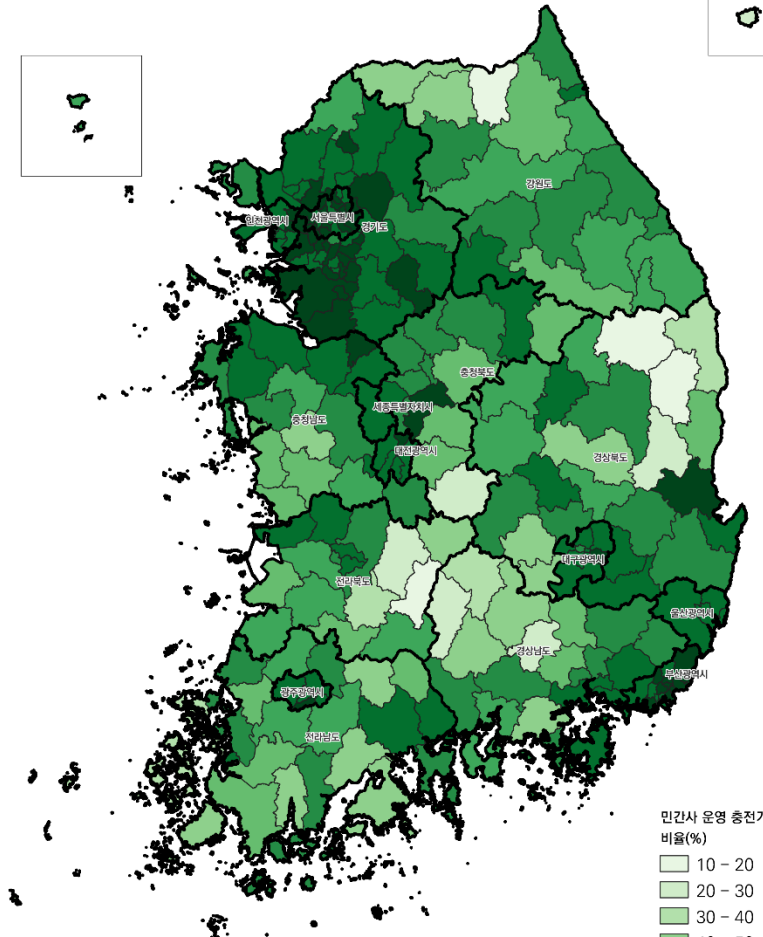 강원도
인천광역시
서울특별시
경기도
충청북도
세종특별자치시
충청남도
대전광역시
경상북도
대구광역시
전라북도
울산광역시
경상남도
부산광역시
광주광역시
전라남도
민간사 운영 충전기
비율(%)
10 – 20
20 – 30
30 – 40